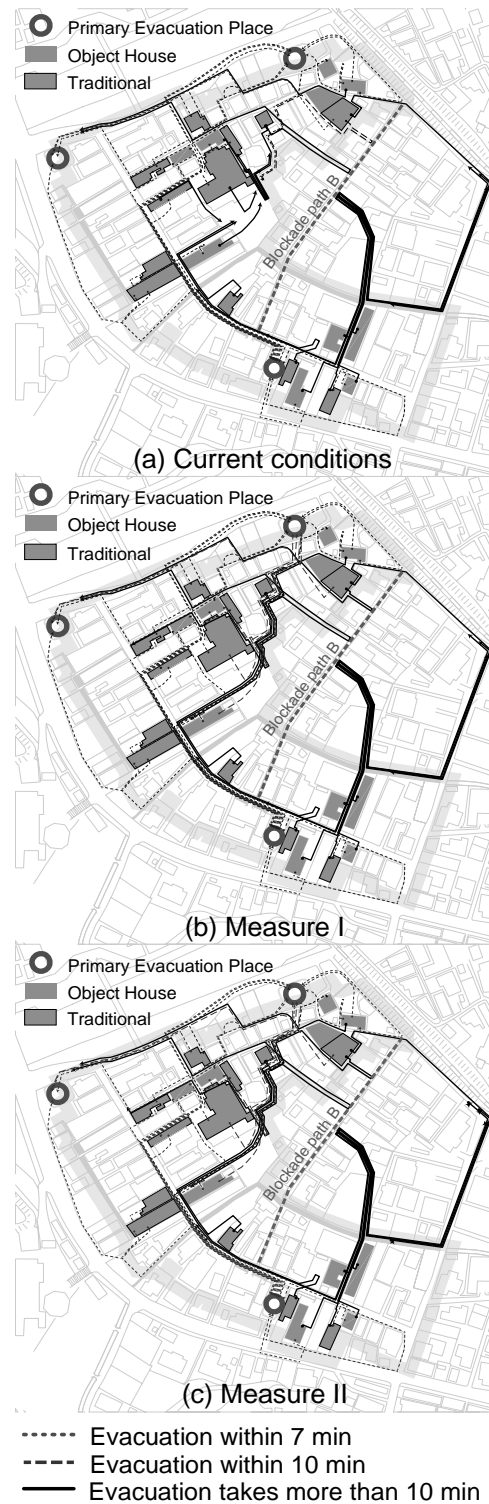 Primary Evacuation Place
Object House
Traditional
Blockade path B
(a) Current conditions
Primary Evacuation Place
Object House
Traditional
Blockade path B
(b) Measure I
Primary Evacuation Place
Object House
Traditional
Blockade path B
(c) Measure II
Evacuation within 7 min
Evacuation within 10 min
Evacuation takes more than 10 min